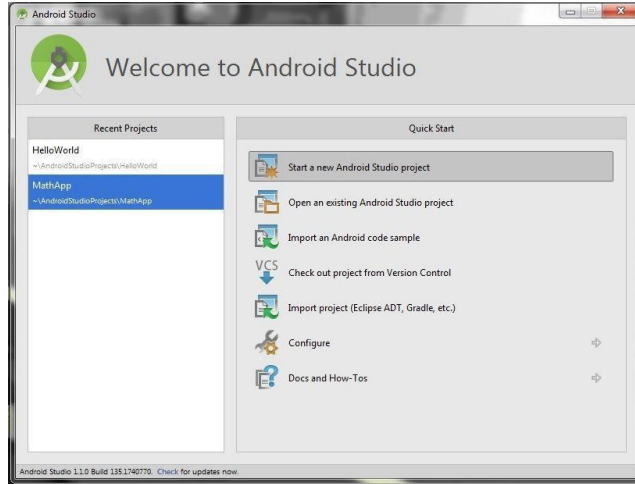 Android Studio
Welcome to Android Studio
Recent Projects
HelloWorld
~\AndroidStudioProjects\HelloWorld
MathApp
~\AndroidStudioProjects\MathApp
Quick Start
Start a new Android Studio project
Open an existing Android Studio project
Import an Android code sample
VCS
Check out project from Version Control
Import project (Eclipse ADT, Gradle, etc.)
Configure
Docs and How-Tos
Android Studio 1.1.0 Build 135.1740770. Check for updates now.